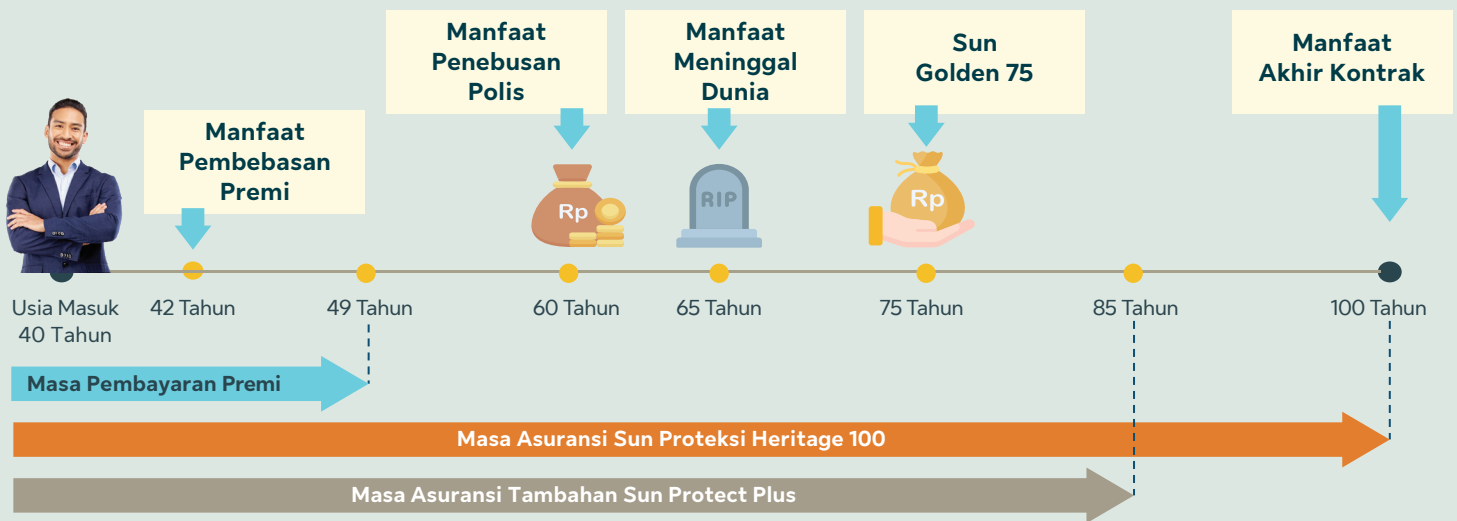 Manfaat
Pembebasan
Premi
Manfaat
Penebusan
Polis
Manfaat
Meninggal
Dunia
Sun
Golden 75
Manfaat
Akhir Kontrak
Rp
RIP
Rp
Usia Masuk
40 Tahun
42 Tahun
49 Tahun
60 Tahun
65 Tahun
75 Tahun
85 Tahun
100 Tahun
Masa Pembayaran Premi
Masa Asuransi Sun Proteksi Heritage 100
Masa Asuransi Tambahan Sun Protect Plus